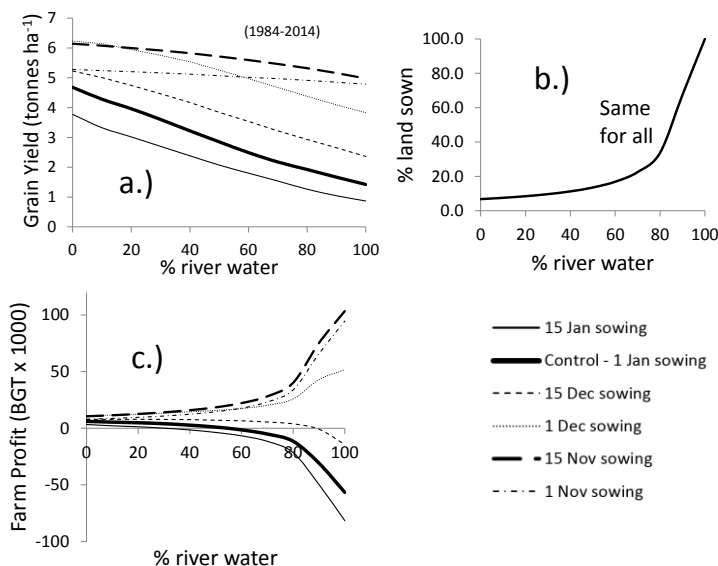 (1984-2014)
Grain Yield (tonnes ha⁻¹)
7
6
5
4
3
2
1
0
a.)
0 20 40 60 80 100
% river water
% land sown
100.0
80.0
60.0
40.0
20.0
0.0
b.)
Same
for all
0 20 40 60 80 100
% river water
Farm Profit (BGT x 1000)
100
50
0
-50
-100
c.)
0 20 40 60 80 100
% river water
15 Jan sowing
Control - 1 Jan sowing
15 Dec sowing
1 Dec sowing
15 Nov sowing
1 Nov sowing